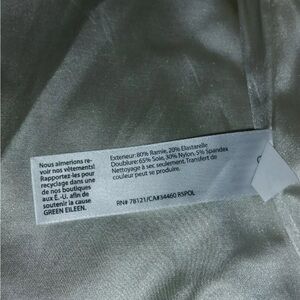 Nous aimerions re-
voir nos vêtements!
Rapportez-les pour
recyclage dans une
de nos boutiques
aux É.-U. afin de
soutenir la cause
GREEN EILEEN.
Exterieur: 80% Ramie, 20% Elastarelle
Doublure: 65% Soie, 30% Nylon, 5% Spandex
Nettoyage à sec seulement, Transfert de
couleur peut se produire.
RN# 78121/CA#34460 RSPOL